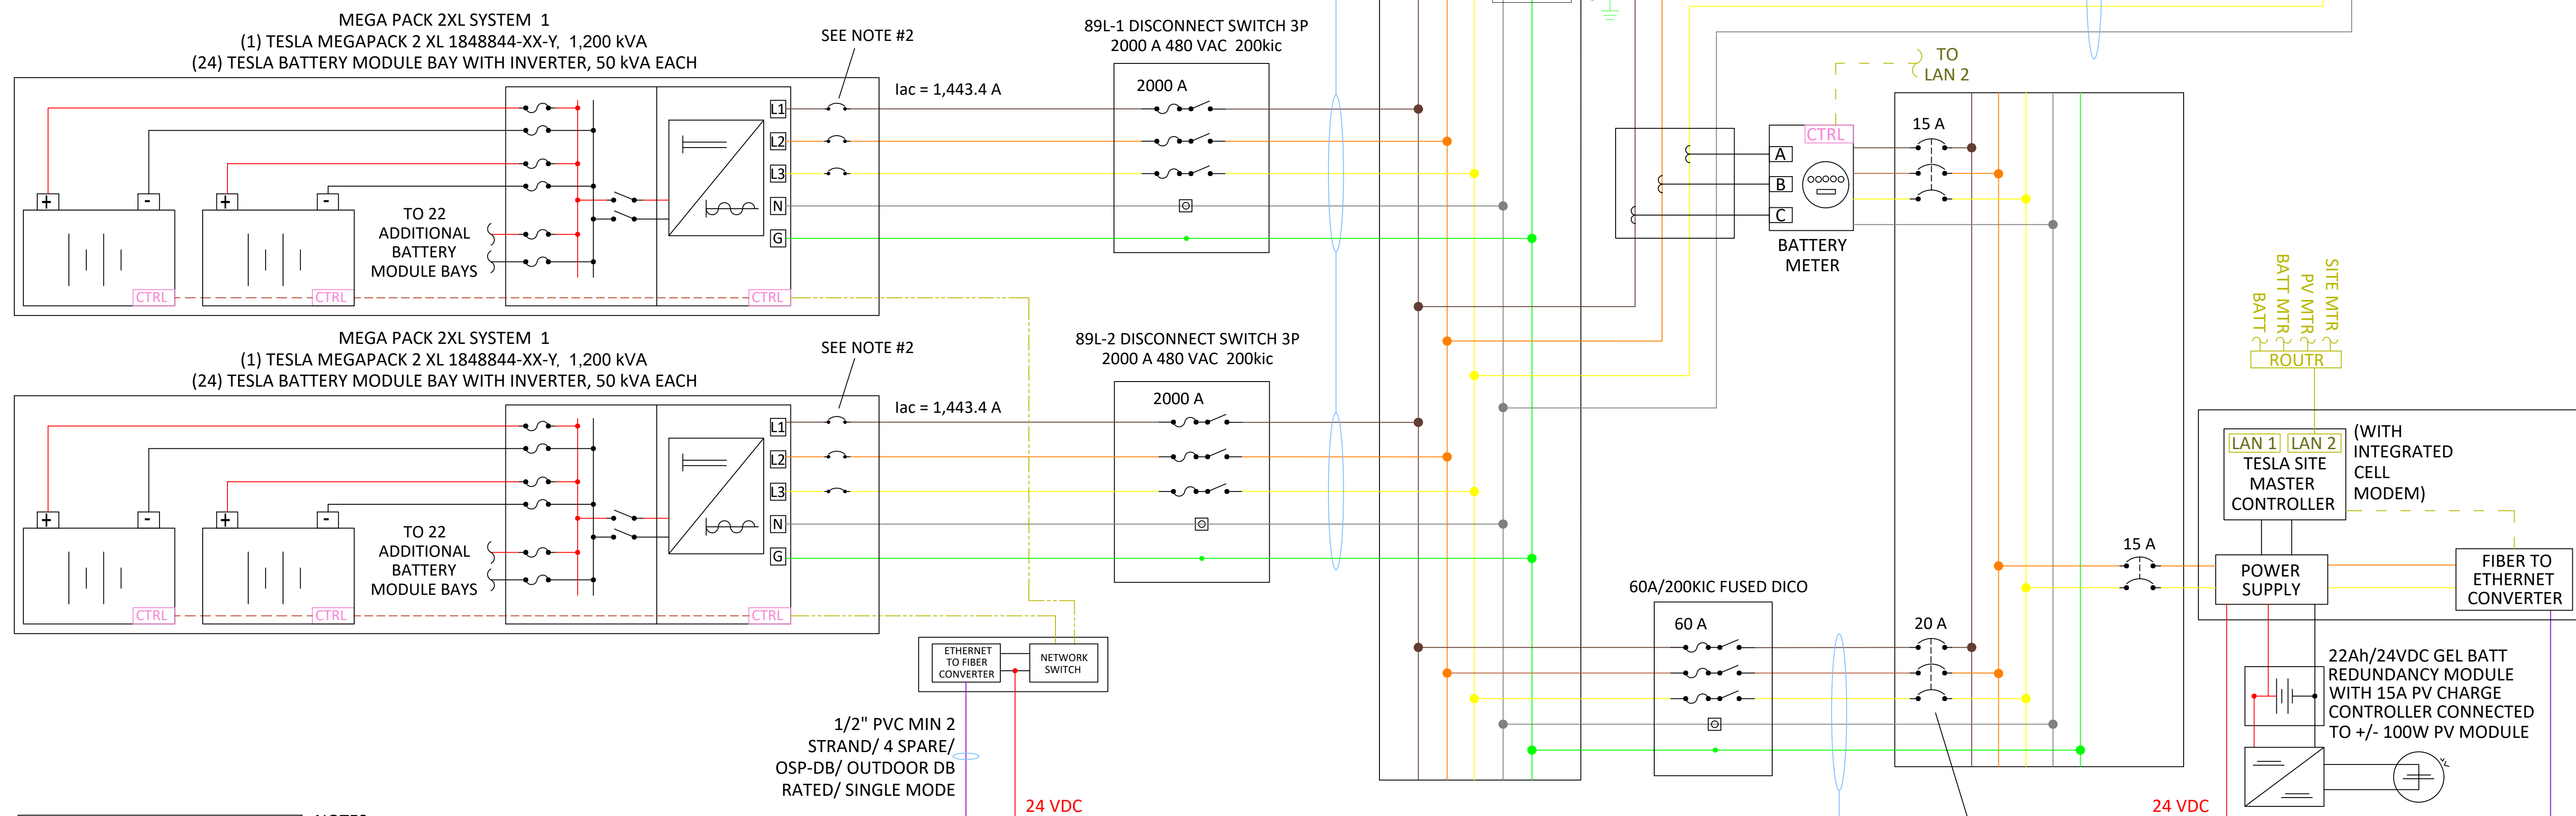 MEGA PACK 2XL SYSTEM  1
(1) TESLA MEGAPACK 2 XL 1848844-XX-Y,  1,200 kVA
(24) TESLA BATTERY MODULE BAY WITH INVERTER, 50 kVA EACH
SEE NOTE #2
Iac = 1,443.4 A
L1
L2
L3
N
G
+
-
+
-
TO 22
ADDITIONAL
BATTERY
MODULE BAYS
CTRL
CTRL
CTRL
89L-1 DISCONNECT SWITCH 3P
2000 A 480 VAC  200kic
2000 A
MEGA PACK 2XL SYSTEM  1
(1) TESLA MEGAPACK 2 XL 1848844-XX-Y,  1,200 kVA
(24) TESLA BATTERY MODULE BAY WITH INVERTER, 50 kVA EACH
SEE NOTE #2
Iac = 1,443.4 A
L1
L2
L3
N
G
+
-
+
-
TO 22
ADDITIONAL
BATTERY
MODULE BAYS
CTRL
CTRL
CTRL
89L-2 DISCONNECT SWITCH 3P
2000 A 480 VAC  200kic
2000 A
ETHERNET
TO FIBER
CONVERTER
NETWORK
SWITCH
1/2" PVC MIN 2
STRAND/ 4 SPARE/
OSP-DB/ OUTDOOR DB
RATED/ SINGLE MODE
24 VDC
TO
LAN 2
CTRL
A
B
C
BATTERY
METER
15 A
60A/200KIC FUSED DICO
60 A
20 A
15 A
BATT
BATT MTR
PV MTR
SITE MTR
ROUTR
LAN 1
LAN 2
TESLA SITE
MASTER
CONTROLLER
(WITH
INTEGRATED
CELL
MODEM)
POWER
SUPPLY
FIBER TO
ETHERNET
CONVERTER
22Ah/24VDC GEL BATT
REDUNDANCY MODULE
WITH 15A PV CHARGE
CONTROLLER CONNECTED
TO +/- 100W PV MODULE
24 VDC